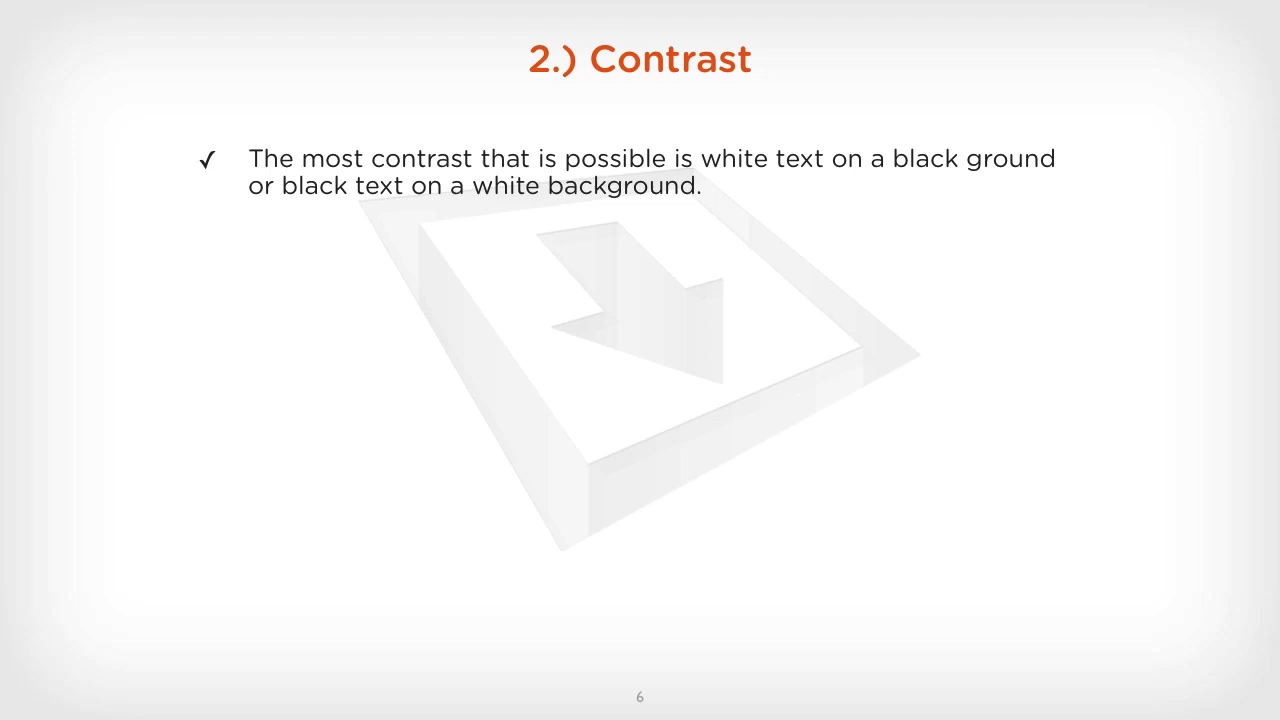 2.) Contrast
✓ The most contrast that is possible is white text on a black ground
or black text on a white background.
6